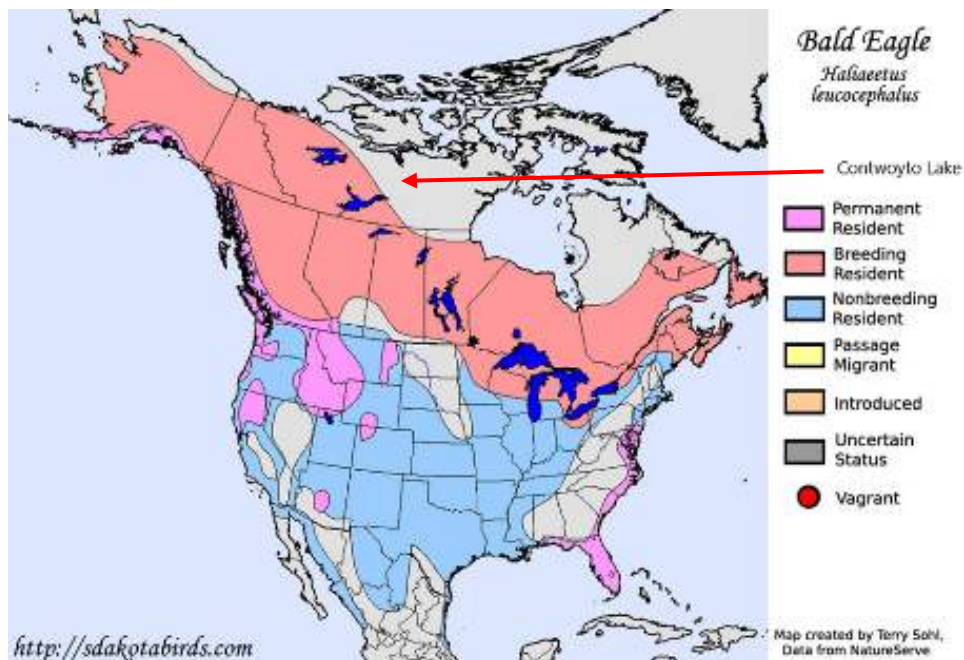 Bald Eagle
Haliaeetus
leucocephalus
Contwoyto Lake
Permanent
Resident
Breeding
Resident
Nonbreeding
Resident
Passage
Migrant
Introduced
Uncertain
Status
Vagrant
http://sdakotabirds.com
Map created by Terry Sohl,
Data from NatureServe